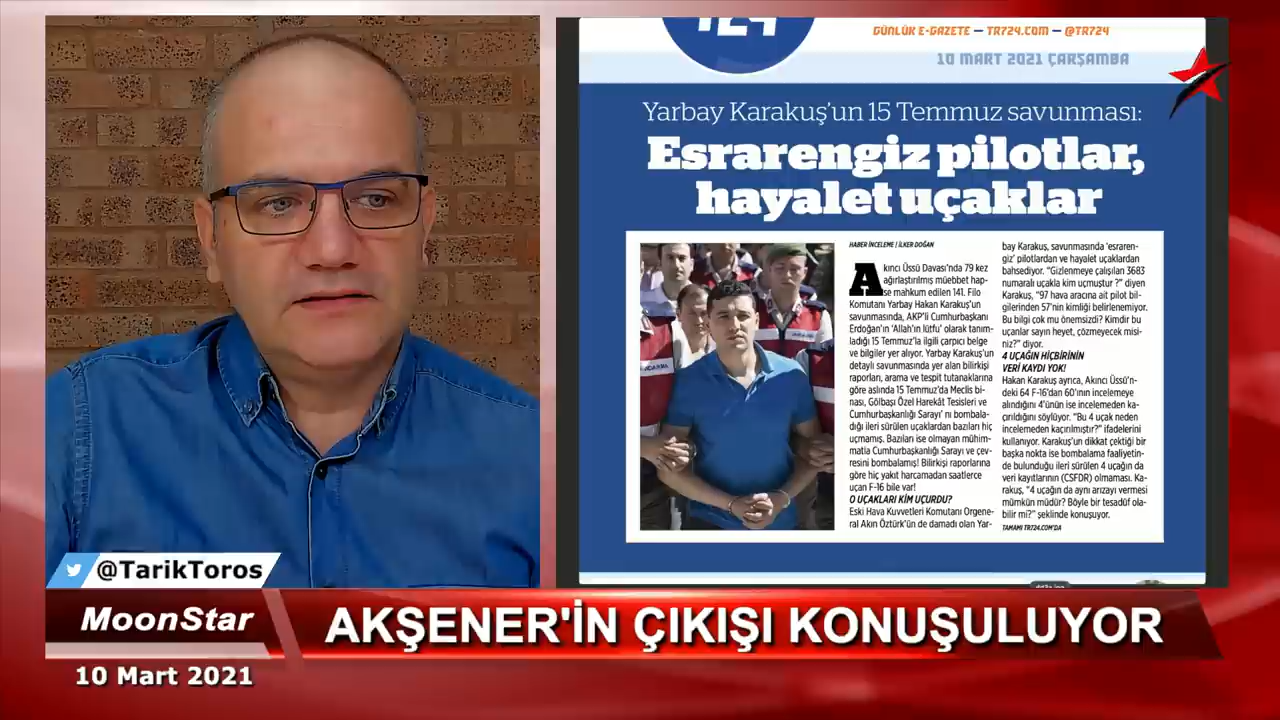 724
GÜNLÜK E-GAZETE — TR724.COM — @TR724
10 MART 2021 ÇARŞAMBA
Yarbay Karakuş'un 15 Temmuz savunması:
Esrarengiz pilotlar,
hayalet uçaklar
HABER İNCELEME / İLKER DOĞAN
Akıncı Üssü Davası'nda 79 kez
ağırlaştırılmış müebbet hap-
se mahkum edilen 141. Filo
Komutanı Yarbay Hakan Karakuş'un
savunmasında, AKP'li Cumhurbaşkanı
Erdoğan'ın 'Allah'ın lütfu' olarak tanım-
ladığı 15 Temmuz'la ilgili çarpıcı belge
ve bilgiler yer alıyor. Yarbay Karakuş'un
detaylı savunmasında yer alan bilirkişi
raporları, arama ve tespit tutanaklarına
göre aslında 15 Temmuz'da Meclis bi-
nası, Gölbaşı Özel Harekât Tesisleri ve
Cumhurbaşkanlığı Sarayı' nı bombala-
dığı ileri sürülen uçaklardan bazıları hiç
uçmamış. Bazıları ise olmayan mühim-
matla Cumhurbaşkanlığı Sarayı ve çev-
resini bombalamış! Bilirkişi raporlarına
göre hiç yakıt harcamadan saatlerce
uçan F-16 bile var!
O UÇAKLARI KİM UÇURDU?
Eski Hava Kuvvetleri Komutanı Orgene-
ral Akın Öztürk'ün de damadı olan Yar-
bay Karakuş, savunmasında 'esraren-
giz' pilotlardan ve hayalet uçaklardan
bahsediyor. "Gizlenmeye çalışılan 3683
numaralı uçakla kim uçmuştur ?" diyen
Karakuş, "97 hava aracına ait pilot bil-
gilerinden 57'nin kimliği belirlenemiyor.
Bu bilgi çok mu önemsizdi? Kimdir bu
uçanlar sayın heyet, çözmeyecek misi-
niz?" diyor.
4 UÇAĞIN HİÇBİRİNİN
VERİ KAYDI YOK!
Hakan Karakuş ayrıca, Akıncı Üssü'n-
deki 64 F-16'dan 60'ının incelemeye
alındığını 4'ünün ise incelemeden ka-
çırıldığını söylüyor. "Bu 4 uçak neden
incelemeden kaçırılmıştır?" ifadelerini
kullanıyor. Karakuş'un dikkat çektiği bir
başka nokta ise bombalama faaliyetin-
de bulunduğu ileri sürülen 4 uçağın da
veri kayıtlarının (CSFDR) olmaması. Ka-
rakuş, "4 uçağın da aynı arızayı vermesi
mümkün müdür? Böyle bir tesadüf ola-
bilir mi?" şeklinde konuşuyor.
TAMAMI TR724.COM'DA
@TarikToros
MoonStar
AKŞENER'İN ÇIKIŞI KONUŞULUYOR
10 Mart 2021